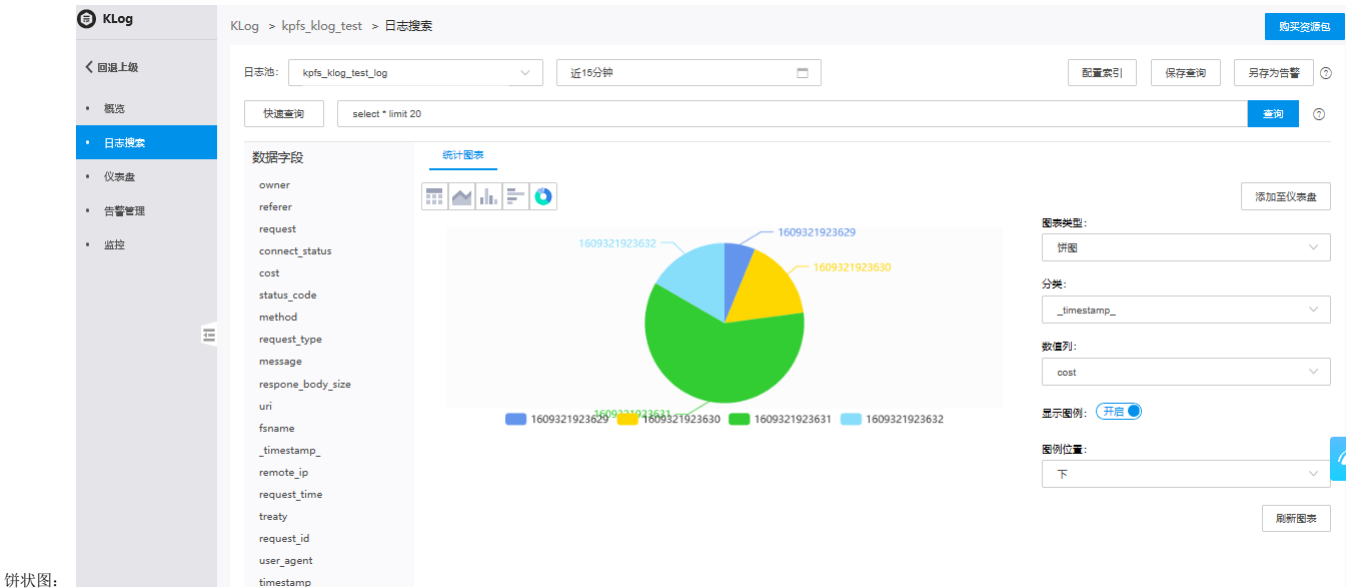 KLog
KLog > kpfs_klog_test > 日志搜索
购买资源包
回退上级
概览
日志搜索
仪表盘
告警管理
监控
日志池:
kpfs_klog_test_log
近15分钟
配置索引
保存查询
另存为告警
快速查询
select * limit 20
查询
数据字段
owner
referer
request
connect_status
cost
status_code
method
request_type
message
respone_body_size
uri
fsname
_timestamp_
remote_ip
request_time
treaty
request_id
user_agent
timestamp
统计图表
添加至仪表盘
1609321923632
1609321923629
1609321923630
1609321923631
1609321923629 1609321923630 1609321923631 1609321923632
图表类型:
饼图
分类:
_timestamp_
数值列:
cost
显示图例: 开启
图例位置:
下
刷新图表
饼状图: